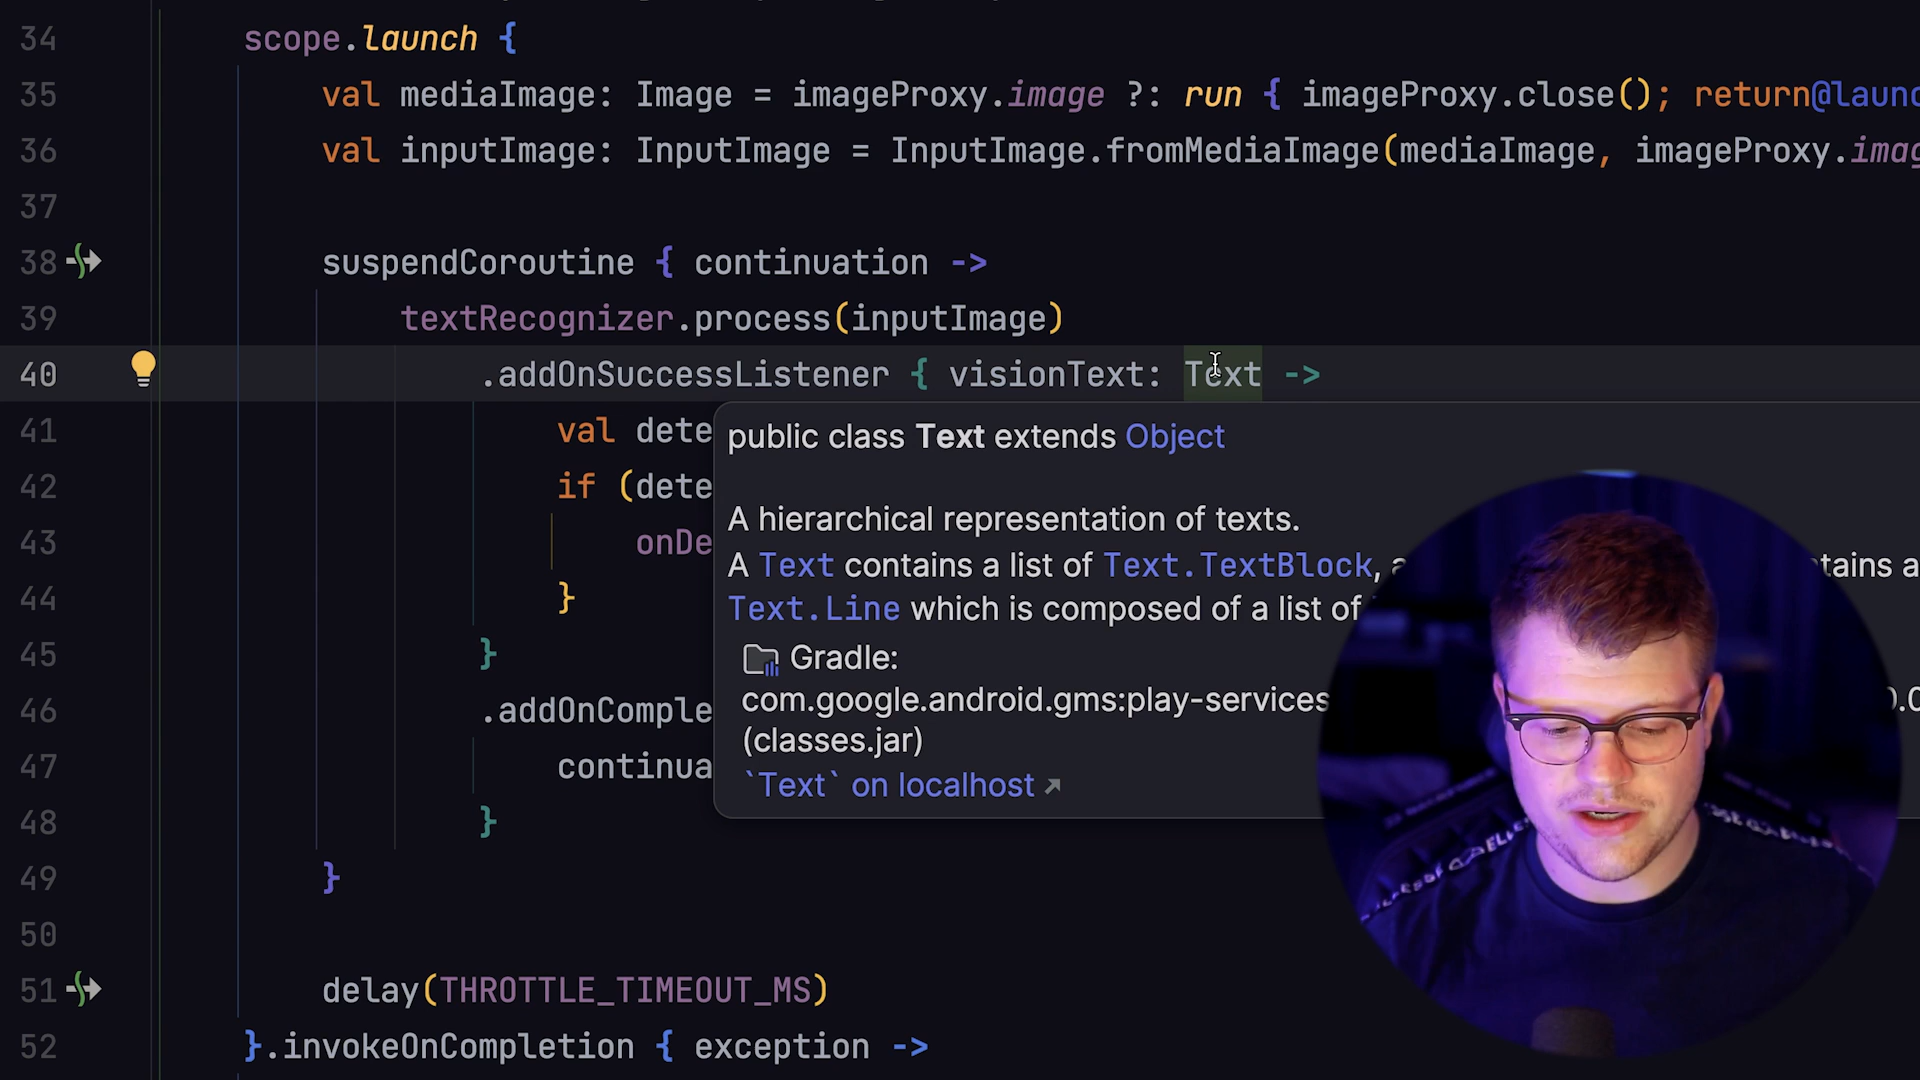 34 scope.launch {
35 val mediaImage: Image = imageProxy.image ?: run { imageProxy.close(); return@launc
36 val inputImage: InputImage = InputImage.fromMediaImage(mediaImage, imageProxy.imag
37
38 suspendCoroutine { continuation ->
39 textRecognizer.process(inputImage)
40 .addOnSuccessListener { visionText: Text ->
41 val dete
public class Text extends Object
42 if (dete
A hierarchical representation of texts.
43 onDe
A Text contains a list of Text.TextBlock, a tains a
44 }
Text.Line which is composed of a list of
45 }
Gradle:
46 .addOnComple
com.google.android.gms:play-services 0.0
(classes.jar)
47 continua
`Text` on localhost ↗
48 }
49 }
50
51 delay(THROTTLE_TIMEOUT_MS)
52 }.invokeOnCompletion { exception ->